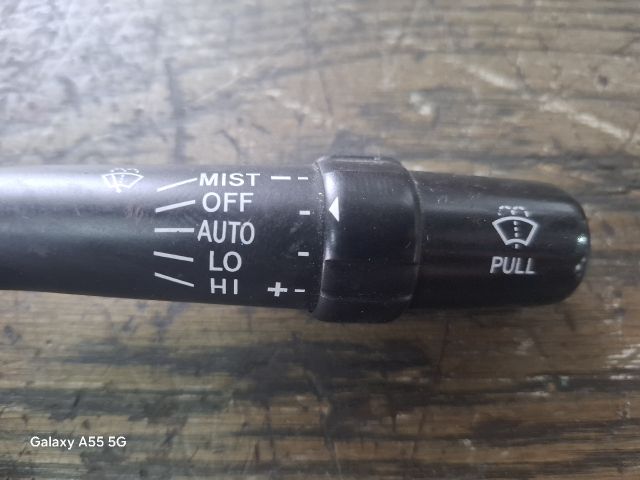 MIST
OFF
AUTO
LO
HI
− 
+
PULL
Galaxy A55 5G